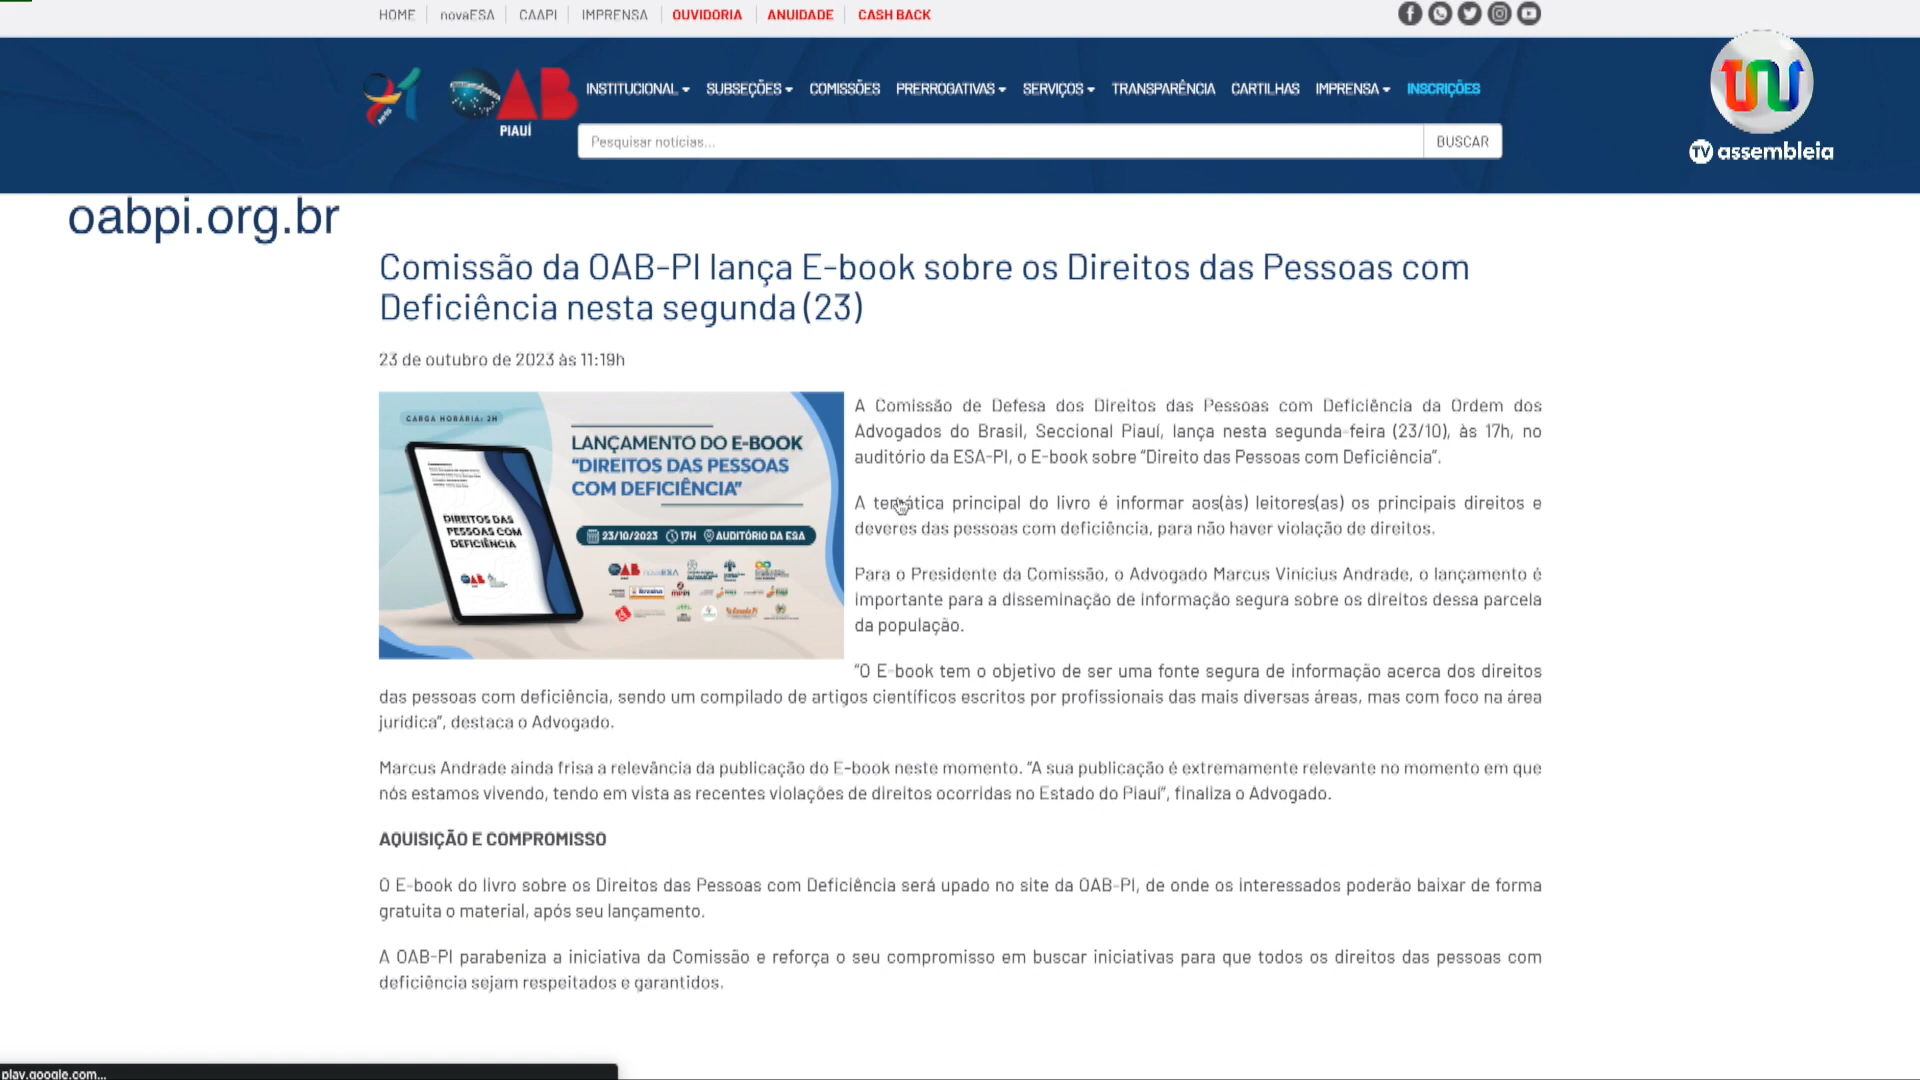 HOME novaESA CAAPI IMPRENSA OUVIDORIA ANUIDADE CASH BACK
OAB
PIAUÍ
INSTITUCIONAL SUBSEÇÕES COMISSÕES PRERROGATIVAS SERVIÇOS TRANSPARÊNCIA CARTILHAS IMPRENSA INSCRIÇÕES
Pesquisar notícias... BUSCAR
TV assembleia
oabpi.org.br
Comissão da OAB-PI lança E-book sobre os Direitos das Pessoas com
Deficiência nesta segunda (23)
23 de outubro de 2023 às 11:19h
CARGA HORÁRIA: 2H
LANÇAMENTO DO E-BOOK
“DIREITOS DAS PESSOAS
COM DEFICIÊNCIA”
23/10/2023 17H AUDITÓRIO DA ESA
DIREITOS DAS
PESSOAS COM
DEFICIÊNCIA
OAB
OAB novaESA
MPPI
A Comissão de Defesa dos Direitos das Pessoas com Deficiência da Ordem dos
Advogados do Brasil, Seccional Piauí, lança nesta segunda-feira (23/10), às 17h, no
auditório da ESA-PI, o E-book sobre “Direito das Pessoas com Deficiência”.
A temática principal do livro é informar aos(às) leitores(as) os principais direitos e
deveres das pessoas com deficiência, para não haver violação de direitos.
Para o Presidente da Comissão, o Advogado Marcus Vinícius Andrade, o lançamento é
importante para a disseminação de informação segura sobre os direitos dessa parcela
da população.
“O E-book tem o objetivo de ser uma fonte segura de informação acerca dos direitos
das pessoas com deficiência, sendo um compilado de artigos científicos escritos por profissionais das mais diversas áreas, mas com foco na área
jurídica”, destaca o Advogado.
Marcus Andrade ainda frisa a relevância da publicação do E-book neste momento. “A sua publicação é extremamente relevante no momento em que
nós estamos vivendo, tendo em vista as recentes violações de direitos ocorridas no Estado do Piauí”, finaliza o Advogado.
AQUISIÇÃO E COMPROMISSO
O E-book do livro sobre os Direitos das Pessoas com Deficiência será upado no site da OAB-PI, de onde os interessados poderão baixar de forma
gratuita o material, após seu lançamento.
A OAB-PI parabeniza a iniciativa da Comissão e reforça o seu compromisso em buscar iniciativas para que todos os direitos das pessoas com
deficiência sejam respeitados e garantidos.
play.google.com...